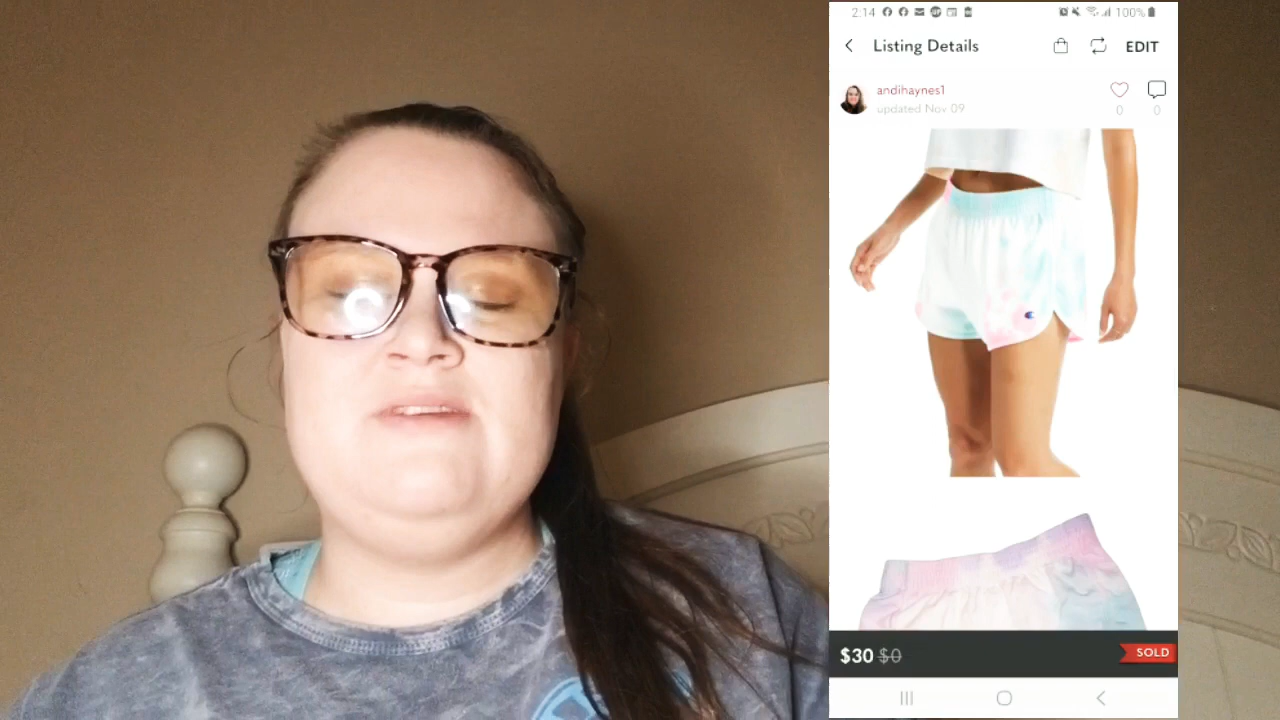 2:14 100%
Listing Details EDIT
andihaynes1
updated Nov 09
0 0
$30 $0 SOLD